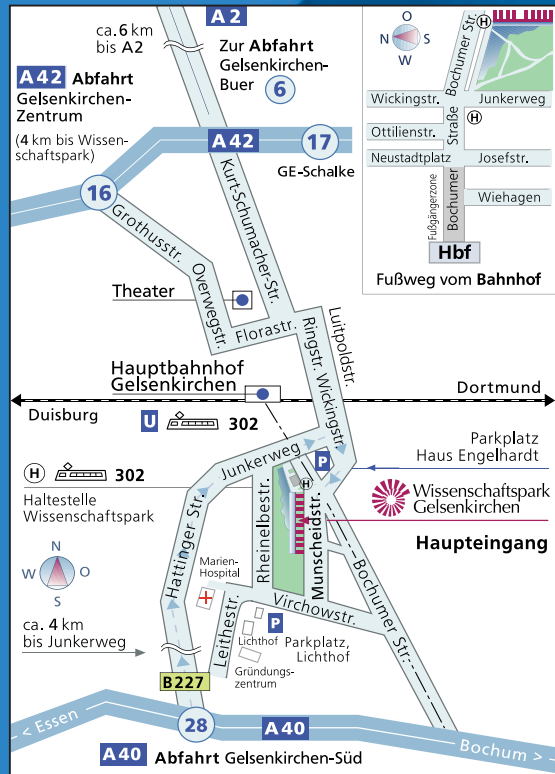 ca. 6 km
bis A2
A 2
Zur Abfahrt
Gelsenkirchen-
Buer
6
A 42 Abfahrt
Gelsenkirchen-
Zentrum
(4 km bis Wissen-
schaftspark)
A 42
17
GE-Schalke
16
Kurt-Schumacher-Str.
Grothusstr.
Overwegstr.
Theater
Florastr.
Luitpoldstr.
Ringstr.
Wickingstr.
Hauptbahnhof
Gelsenkirchen
Duisburg
Dortmund
U
302
N
O
S
W
Bochumer Str.
H
Wickingstr.
Junkerweg
H
Ottilienstr.
Neustadtplatz
Josefstr.
Bochumer Straße
Fußgängerzone
Wiehagen
Hbf
Fußweg vom Bahnhof
H
302
Haltestelle
Wissenschaftspark
Junkerweg
P
Parkplatz
Haus Engelhardt
H
Wissenschaftspark
Gelsenkirchen
Haupteingang
Hattinger Str.
Rheinelbestr.
Munscheidstr.
Bochumer Str.
N
W
O
S
ca. 4 km
bis Junkerweg
Marien-
Hospital
Leithestr.
Virchowstr.
P
Lichthof
Parkplatz,
Lichthof
Gründungs-
zentrum
B 227
28
< Essen
A 40
Bochum >
A 40 Abfahrt Gelsenkirchen-Süd